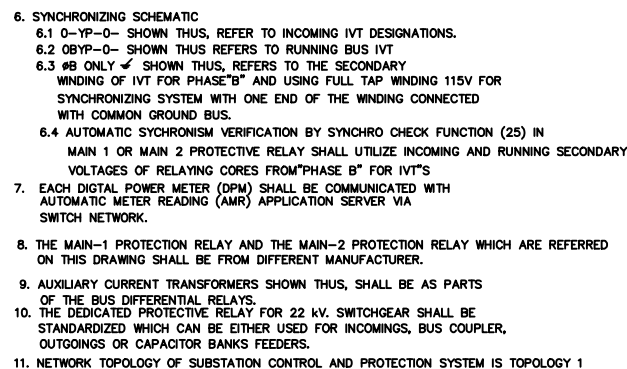 6. SYNCHRONIZING SCHEMATIC
6.1 0-YP-0- SHOWN THUS, REFER TO INCOMING IVT DESIGNATIONS.
6.2 0BYP-0- SHOWN THUS REFERS TO RUNNING BUS IVT
6.3 øB ONLY ✓ SHOWN THUS, REFERS TO THE SECONDARY
WINDING OF IVT FOR PHASE"B" AND USING FULL TAP WINDING 115V FOR
SYNCHRONIZING SYSTEM WITH ONE END OF THE WINDING CONNECTED
WITH COMMON GROUND BUS.
6.4 AUTOMATIC SYCHRONISM VERIFICATION BY SYNCHRO CHECK FUNCTION (25) IN
MAIN 1 OR MAIN 2 PROTECTIVE RELAY SHALL UTILIZE INCOMING AND RUNNING SECONDARY
VOLTAGES OF RELAYING CORES FROM"PHASE B" FOR IVT"S
7. EACH DIGTAL POWER METER (DPM) SHALL BE COMMUNICATED WITH
AUTOMATIC METER READING (AMR) APPLICATION SERVER VIA
SWITCH NETWORK.
8. THE MAIN-1 PROTECTION RELAY AND THE MAIN-2 PROTECTION RELAY WHICH ARE REFERRED
ON THIS DRAWING SHALL BE FROM DIFFERENT MANUFACTURER.
9. AUXILIARY CURRENT TRANSFORMERS SHOWN THUS, SHALL BE AS PARTS
OF THE BUS DIFFERENTIAL RELAYS.
10. THE DEDICATED PROTECTIVE RELAY FOR 22 kV. SWITCHGEAR SHALL BE
STANDARDIZED WHICH CAN BE EITHER USED FOR INCOMINGS, BUS COUPLER,
OUTGOINGS OR CAPACITOR BANKS FEEDERS.
11. NETWORK TOPOLOGY OF SUBSTATION CONTROL AND PROTECTION SYSTEM IS TOPOLOGY 1